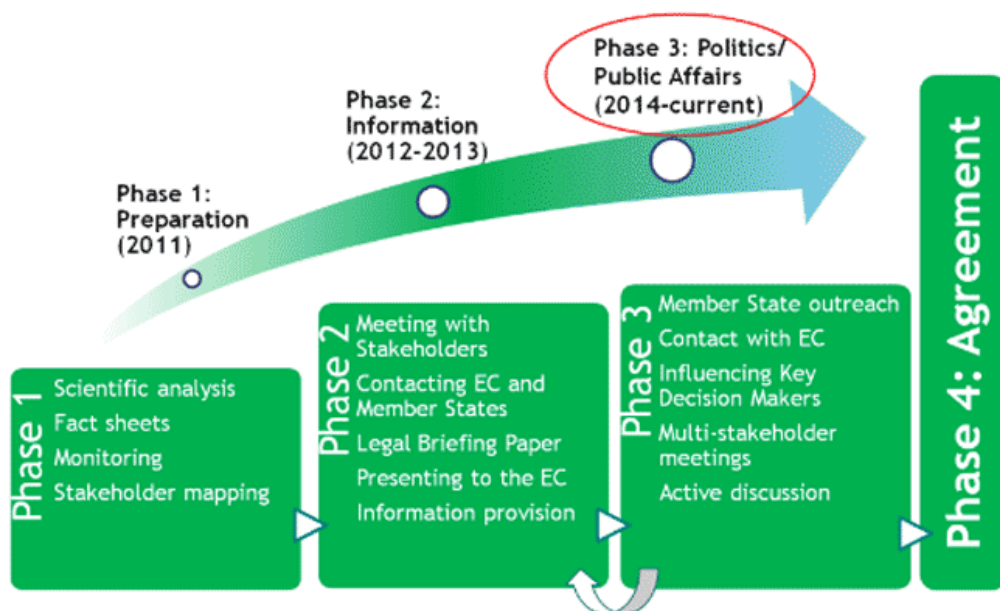 Phase 1:
Preparation
(2011)
Phase 2:
Information
(2012-2013)
Phase 3: Politics/
Public Affairs
(2014-current)
Phase 1
Scientific analysis
Fact sheets
Monitoring
Stakeholder mapping
Phase 2
Meeting with
Stakeholders
Contacting EC and
Member States
Legal Briefing Paper
Presenting to the EC
Information provision
Phase 3
Member State outreach
Contact with EC
Influencing Key
Decision Makers
Multi-stakeholder
meetings
Active discussion
Phase 4: Agreement